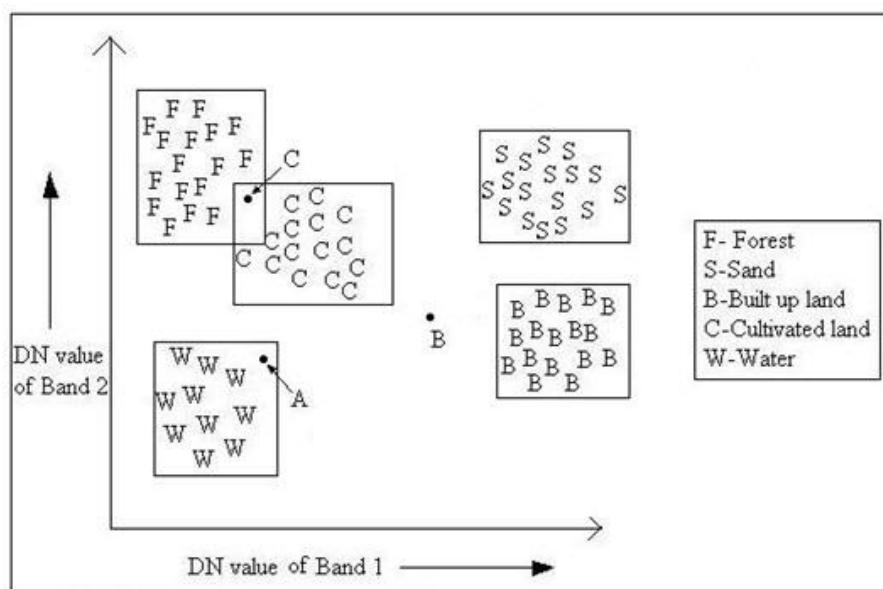 F F
F F F F
F F
F F C
F F F
F F F C
F C
C C
C C
C C
C C C
C C
S S
S S
S S S S
S S S S
S S S
S S S
F- Forest
S-Sand
B-Built up land
C-Cultivated land
W-Water
B B B
B B
B B B B
B B B B
B B B
B B
B
DN value
of Band 2
W W
W
W W A
W W
W
W W
DN value of Band 1